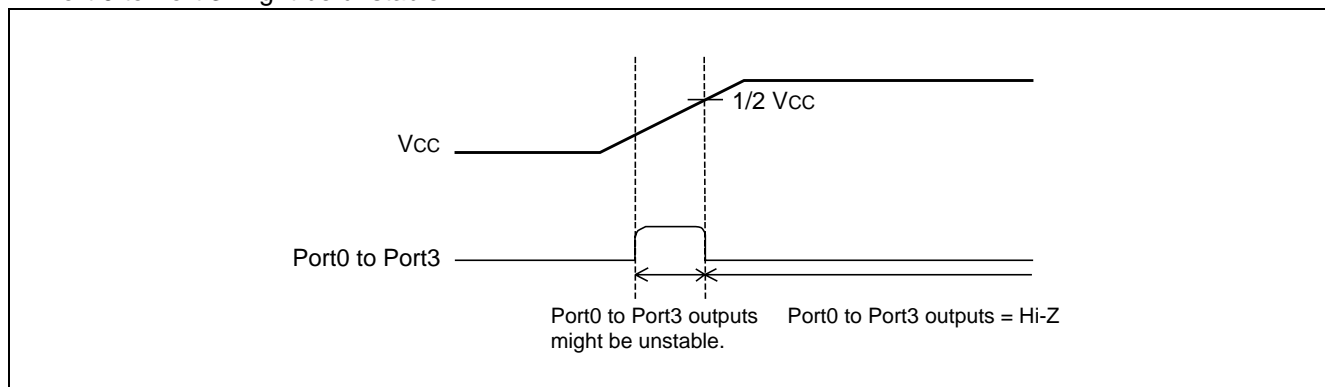 1/2 VCC
VCC
Port0 to Port3
Port0 to Port3 outputs
might be unstable.
Port0 to Port3 outputs = Hi-Z